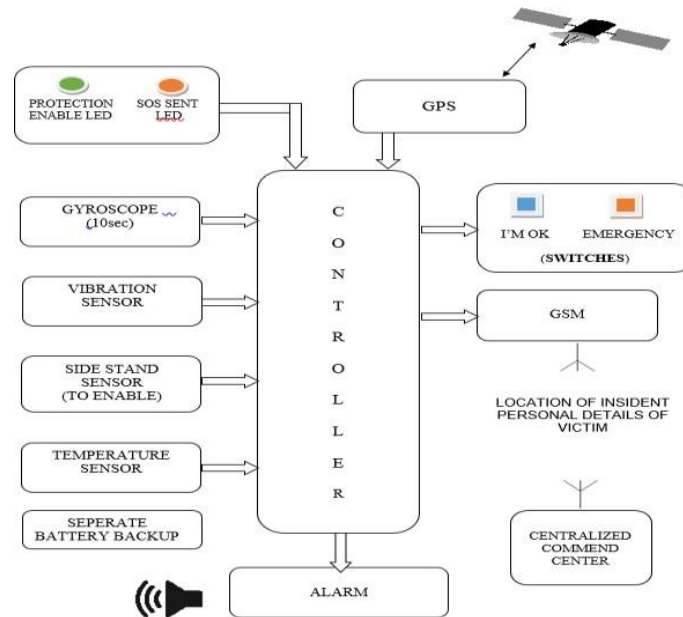 PROTECTION
ENABLE LED
SOS SENT
LED
GPS
GYROSCOPE
(10sec)
VIBRATION
SENSOR
SIDE STAND
SENSOR
(TO ENABLE)
TEMPERATURE
SENSOR
SEPERATE
BATTERY BACKUP
C
O
N
T
R
O
L
L
E
R
I'M OK
EMERGENCY
(SWITCHES)
GSM
LOCATION OF INSIDENT
PERSONAL DETAILS OF
VICTIM
CENTRALIZED
COMMEND
CENTER
ALARM